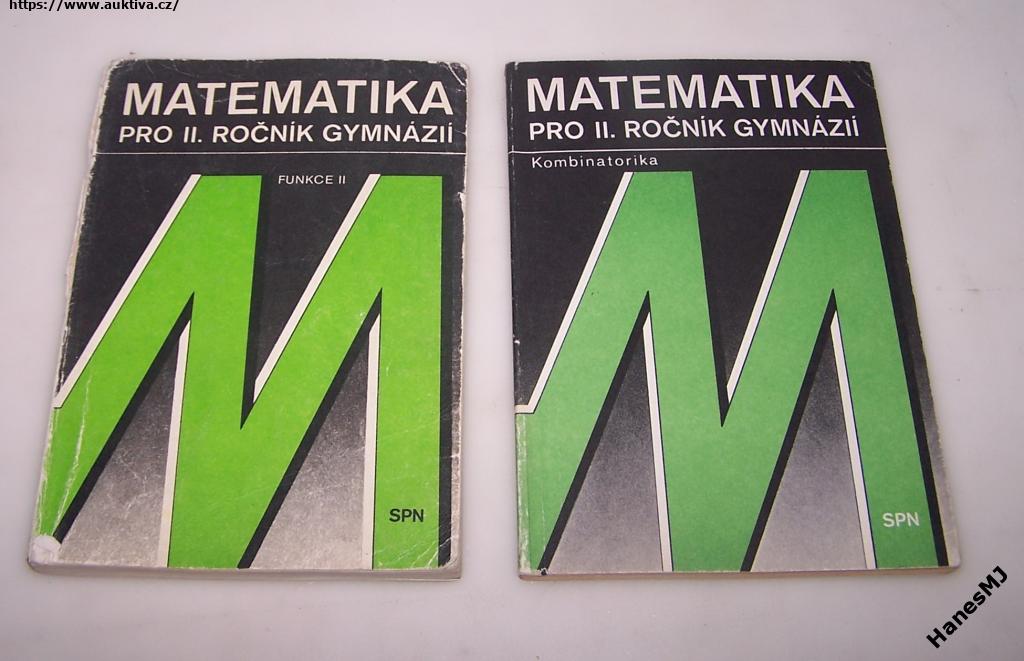 https://www.auktiva.cz/
MATEMATIKA
PRO II. ROČNÍK GYMNÁZIÍ
FUNKCE II
SPN
MATEMATIKA
PRO II. ROČNÍK GYMNÁZIÍ
Kombinatorika
SPN
HanesMJ